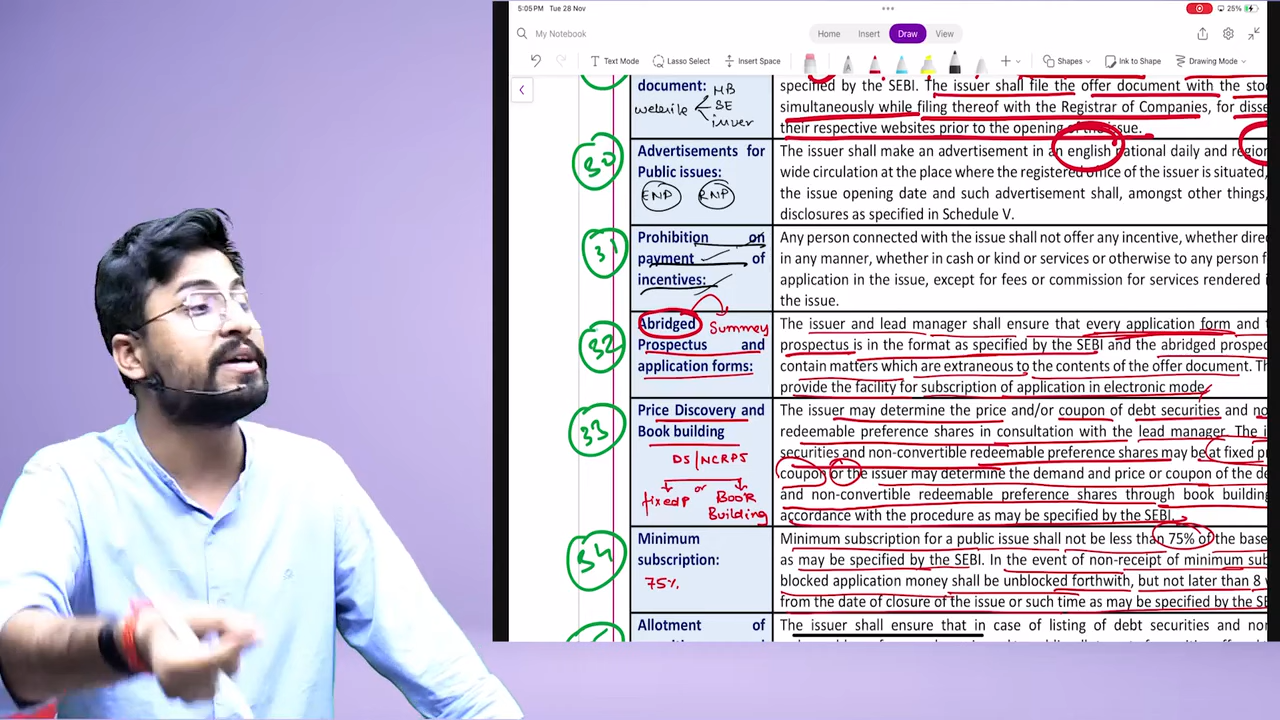 5:05 PM Tue 28 Nov
25%
My Notebook
Home Insert Draw View
Text Mode Lasso Select Insert Space Shapes Ink to Shape Drawing Mode
document:
website MB
SE
issuer
specified by the SEBI. The issuer shall file the offer document with the sto
simultaneously while filing thereof with the Registrar of Companies, for disse
their respective websites prior to the opening of the issue.
30
Advertisements for
Public issues:
ENP RNP
The issuer shall make an advertisement in an english national daily and region
wide circulation at the place where the registered office of the issuer is situated,
the issue opening date and such advertisement shall, amongst other things,
disclosures as specified in Schedule V.
31
Prohibition on
payment of
incentives:
Any person connected with the issue shall not offer any incentive, whether direc
in any manner, whether in cash or kind or services or otherwise to any person f
application in the issue, except for fees or commission for services rendered i
the issue.
32
Abridged Summey
Prospectus and
application forms:
The issuer and lead manager shall ensure that every application form and
prospectus is in the format as specified by the SEBI and the abridged prospec
contain matters which are extraneous to the contents of the offer document. Th
provide the facility for subscription of application in electronic mode.
33
Price Discovery and
Book building
DS/NCRPS
fixed P or Book
Building
The issuer may determine the price and/or coupon of debt securities and no
redeemable preference shares in consultation with the lead manager. The i
securities and non-convertible redeemable preference shares may be at fixed pr
coupon or the issuer may determine the demand and price or coupon of the de
and non-convertible redeemable preference shares through book building
accordance with the procedure as may be specified by the SEBI.
34
Minimum
subscription:
75%
Minimum subscription for a public issue shall not be less than 75% of the base
as may be specified by the SEBI. In the event of non-receipt of minimum sub
blocked application money shall be unblocked forthwith, but not later than 8
from the date of closure of the issue or such time as may be specified by the SE
Allotment of
The issuer shall ensure that in case of listing of debt securities and non